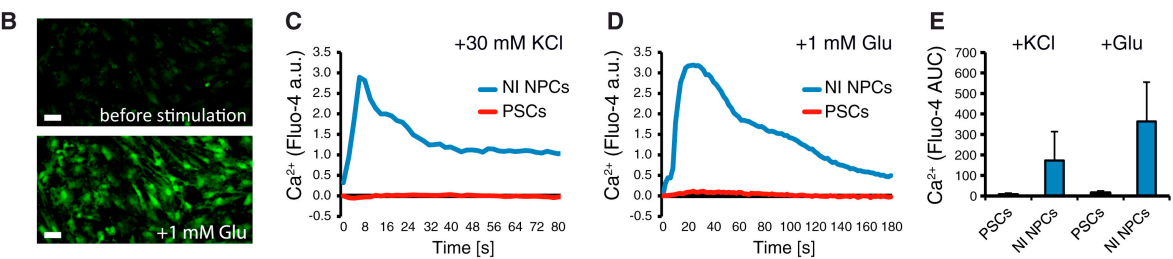 B
before stimulation
+1 mM Glu
C
+30 mM KCl
Ca²⁺ (Fluo-4 a.u.)
3.5
3.0
2.5
2.0
1.5
1.0
0.5
0.0
-0.5
NI NPCs
PSCs
0 8 16 24 32 40 48 56 64 72 80
Time [s]
D
+1 mM Glu
Ca²⁺ (Fluo-4 a.u.)
3.5
3.0
2.5
2.0
1.5
1.0
0.5
0.0
-0.5
NI NPCs
PSCs
0 20 40 60 80 100 120 140 160 180
Time [s]
E
+KCl +Glu
Ca²⁺ (Fluo-4 AUC)
700
600
500
400
300
200
100
0
PSCs
NI NPCs
PSCs
NI NPCs